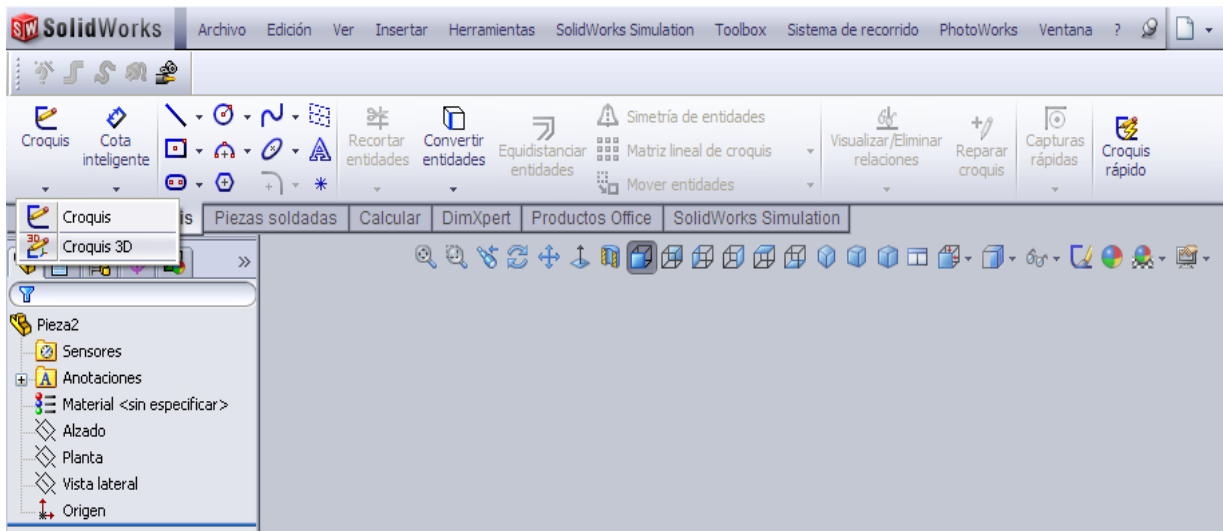 SolidWorks Archivo Edición Ver Insertar Herramientas SolidWorks Simulation Toolbox Sistema de recorrido PhotoWorks Ventana ?
Croquis
Cota inteligente
Recortar entidades
Convertir entidades
Equidistanciar entidades
Simetría de entidades
Matriz lineal de croquis
Mover entidades
Visualizar/Eliminar relaciones
Reparar croquis
Capturas rápidas
Croquis rápido
Croquis
Croquis 3D
is Piezas soldadas Calcular DimXpert Productos Office SolidWorks Simulation
Pieza2
Sensores
Anotaciones
Material <sin especificar>
Alzado
Planta
Vista lateral
Origen